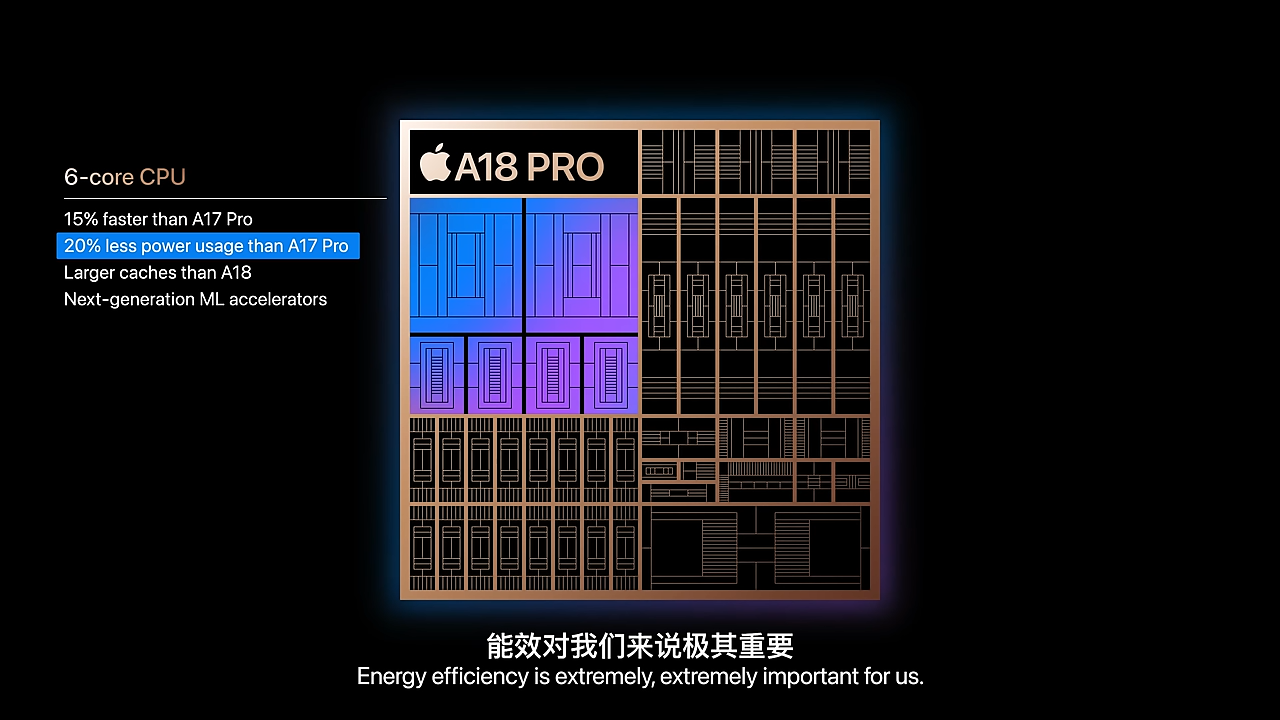 6-core CPU
15% faster than A17 Pro
20% less power usage than A17 Pro
Larger caches than A18
Next-generation ML accelerators
A18 PRO
能效对我们来说极其重要
Energy efficiency is extremely, extremely important for us.